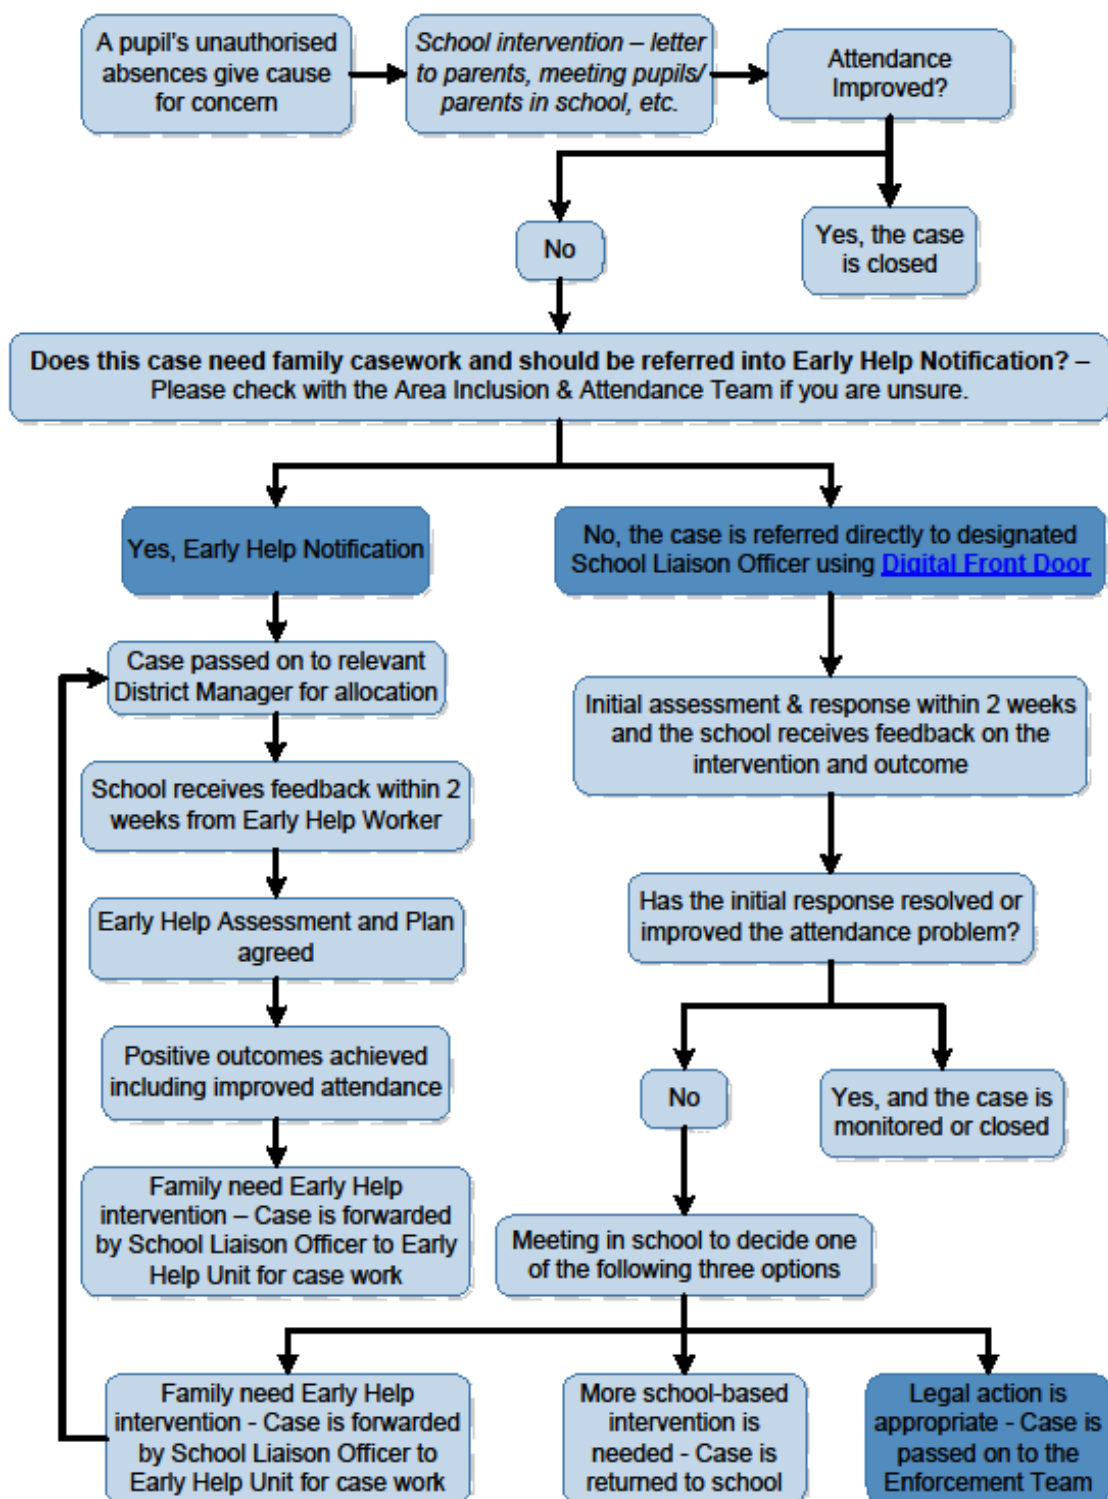 A pupil's unauthorised
absences give cause
for concern
School intervention – letter
to parents, meeting pupils/
parents in school, etc.
Attendance
Improved?
No
Yes, the case
is closed
Does this case need family casework and should be referred into Early Help Notification? –
Please check with the Area Inclusion & Attendance Team if you are unsure.
Yes, Early Help Notification
No, the case is referred directly to designated
School Liaison Officer using Digital Front Door
Case passed on to relevant
District Manager for allocation
Initial assessment & response within 2 weeks
and the school receives feedback on the
intervention and outcome
School receives feedback within 2
weeks from Early Help Worker
Has the initial response resolved or
improved the attendance problem?
Early Help Assessment and Plan
agreed
Positive outcomes achieved
including improved attendance
No
Yes, and the case is
monitored or closed
Family need Early Help
intervention – Case is forwarded
by School Liaison Officer to Early
Help Unit for case work
Meeting in school to decide one
of the following three options
Family need Early Help
intervention - Case is forwarded
by School Liaison Officer to
Early Help Unit for case work
More school-based
intervention is
needed - Case is
returned to school
Legal action is
appropriate - Case is
passed on to the
Enforcement Team